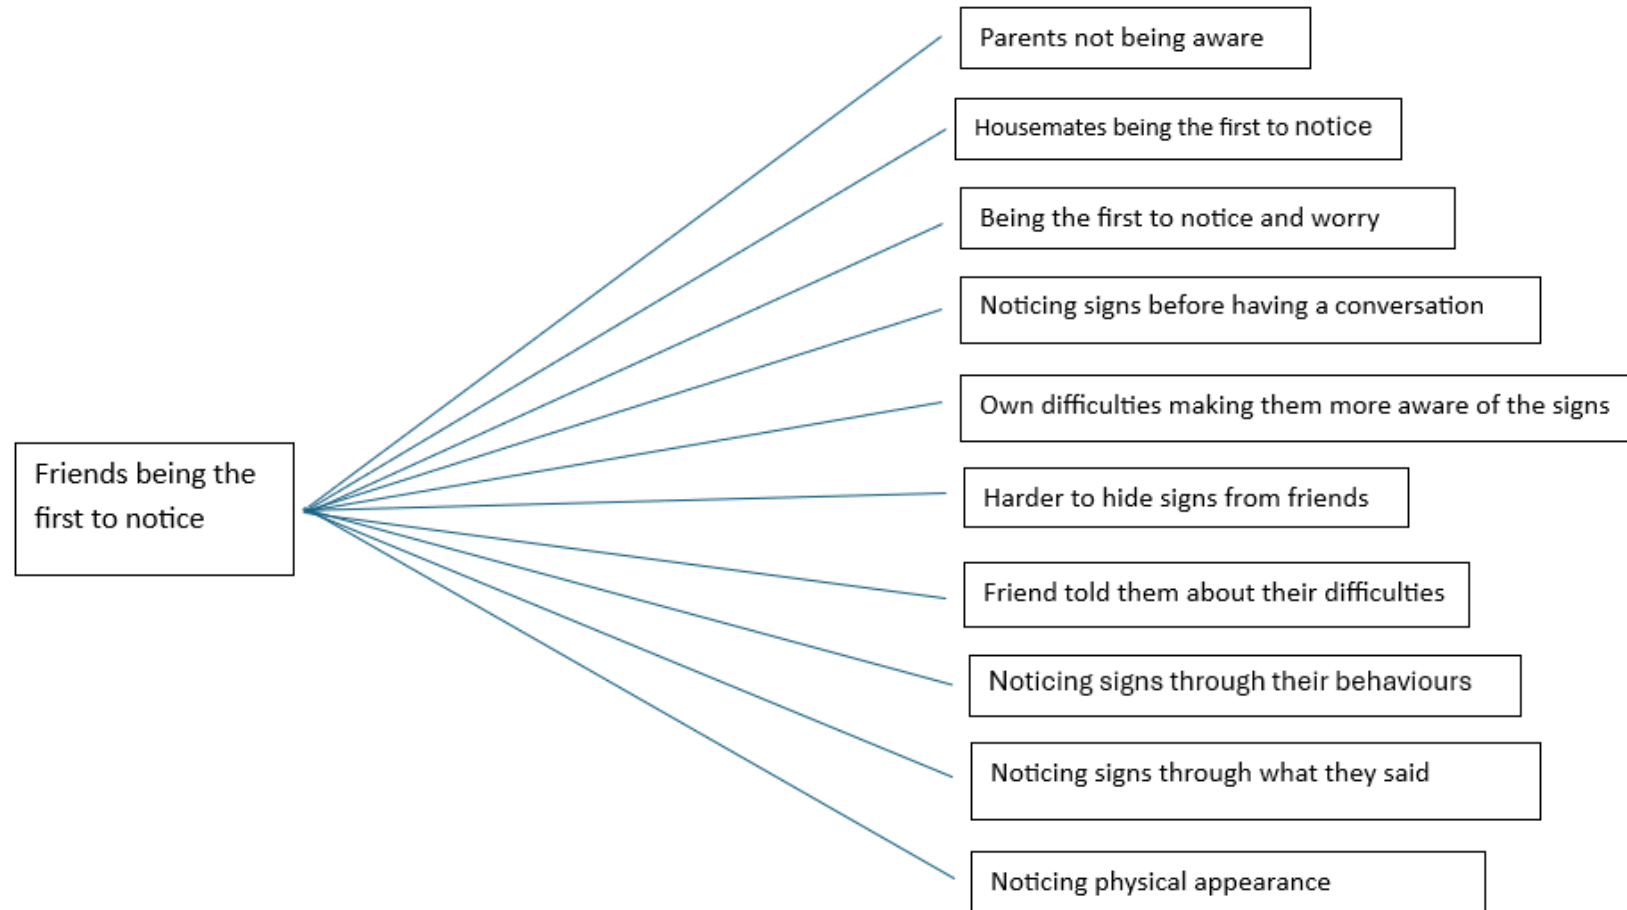 Parents not being aware
Housemates being the first to notice
Being the first to notice and worry
Noticing signs before having a conversation
Own difficulties making them more aware of the signs
Friends being the
first to notice
Harder to hide signs from friends
Friend told them about their difficulties
Noticing signs through their behaviours
Noticing signs through what they said
Noticing physical appearance